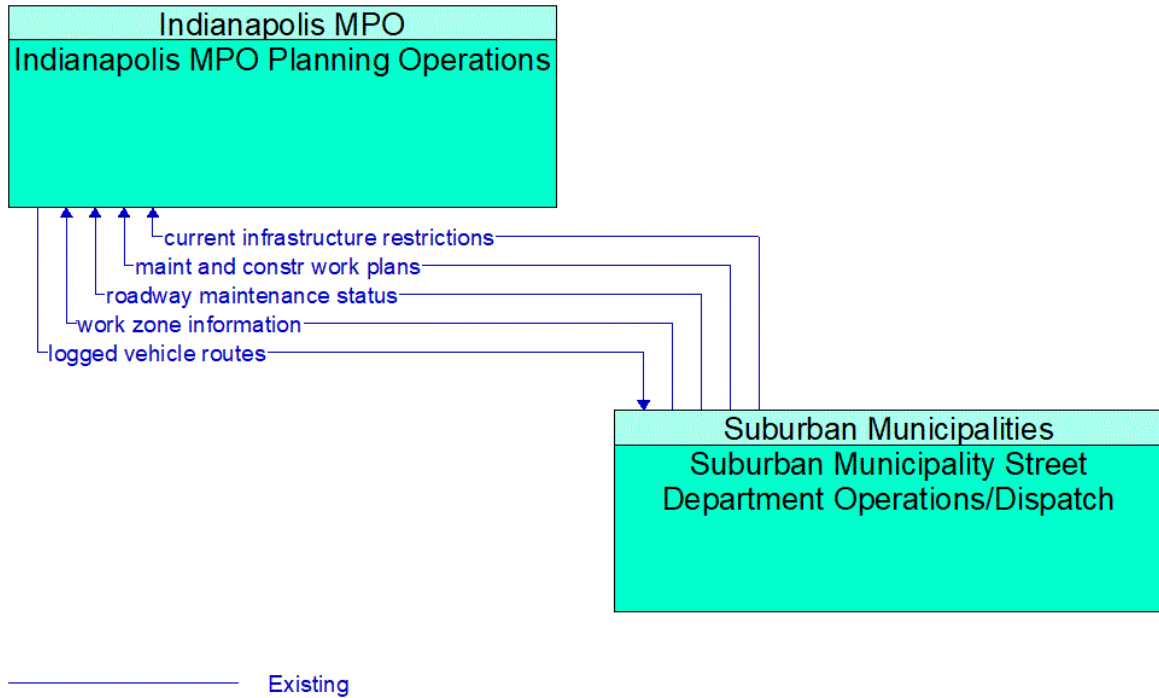 Indianapolis MPO
Indianapolis MPO Planning Operations
current infrastructure restrictions
maint and constr work plans
roadway maintenance status
work zone information
logged vehicle routes
Suburban Municipalities
Suburban Municipality Street
Department Operations/Dispatch
Existing